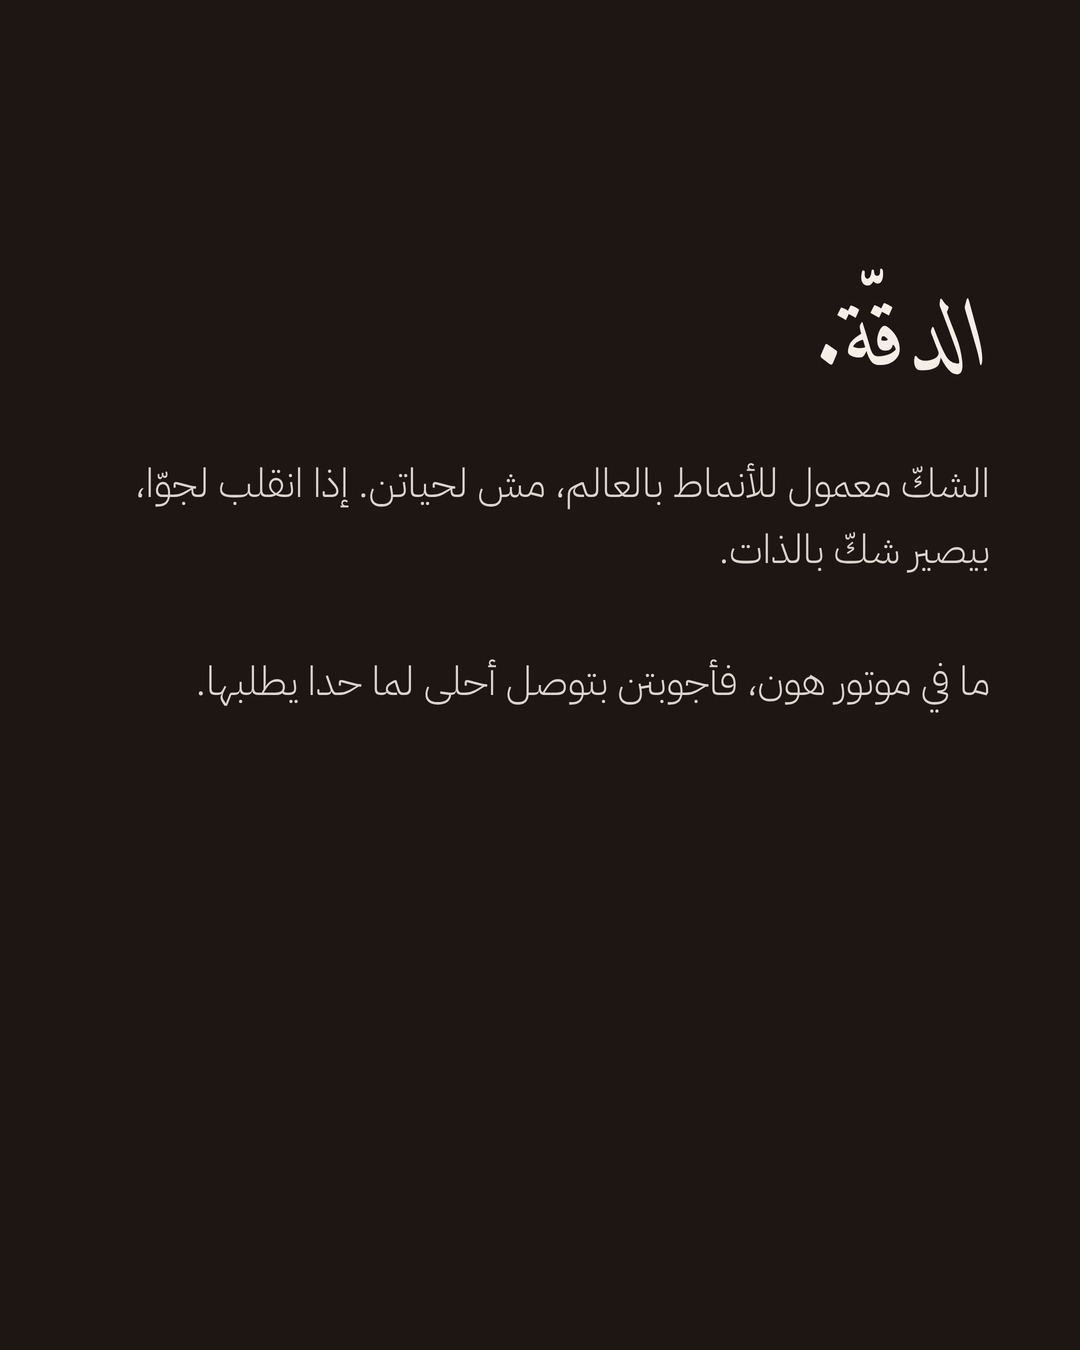 الدقّة.
الشكّ معمول للأنماط بالعالم، مش لحياتن. إذا انقلب لجوّا،
بيصير شكّ بالذات.
ما في موتور هون، فأجوبتن بتوصل أحلى لما حدا يطلبها.